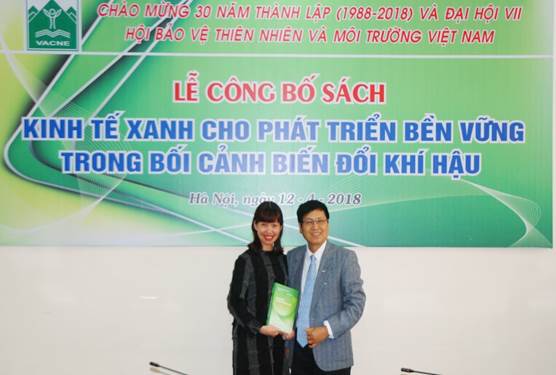 CHÀO MỪNG 30 NĂM THÀNH LẬP (1988-2018) VÀ ĐẠI HỘI VII
HỘI BẢO VỆ THIÊN NHIÊN VÀ MÔI TRƯỜNG VIỆT NAM
VACNE
LỄ CÔNG BỐ SÁCH
KINH TẾ XANH CHO PHÁT TRIỂN BỀN VỮNG
TRONG BỐI CẢNH BIẾN ĐỔI KHÍ HẬU
Hà Nội, ngày 12 - 4 - 2018